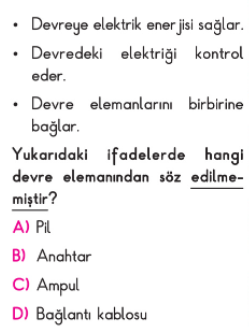 • Devreye elektrik enerjisi sağlar.
• Devredeki elektriği kontrol
eder.
• Devre elemanlarını birbirine
bağlar.
Yukarıdaki ifadelerde hangi
devre elemanından söz edilme-
miştir?
A) Pil
B) Anahtar
C) Ampul
D) Bağlantı kablosu